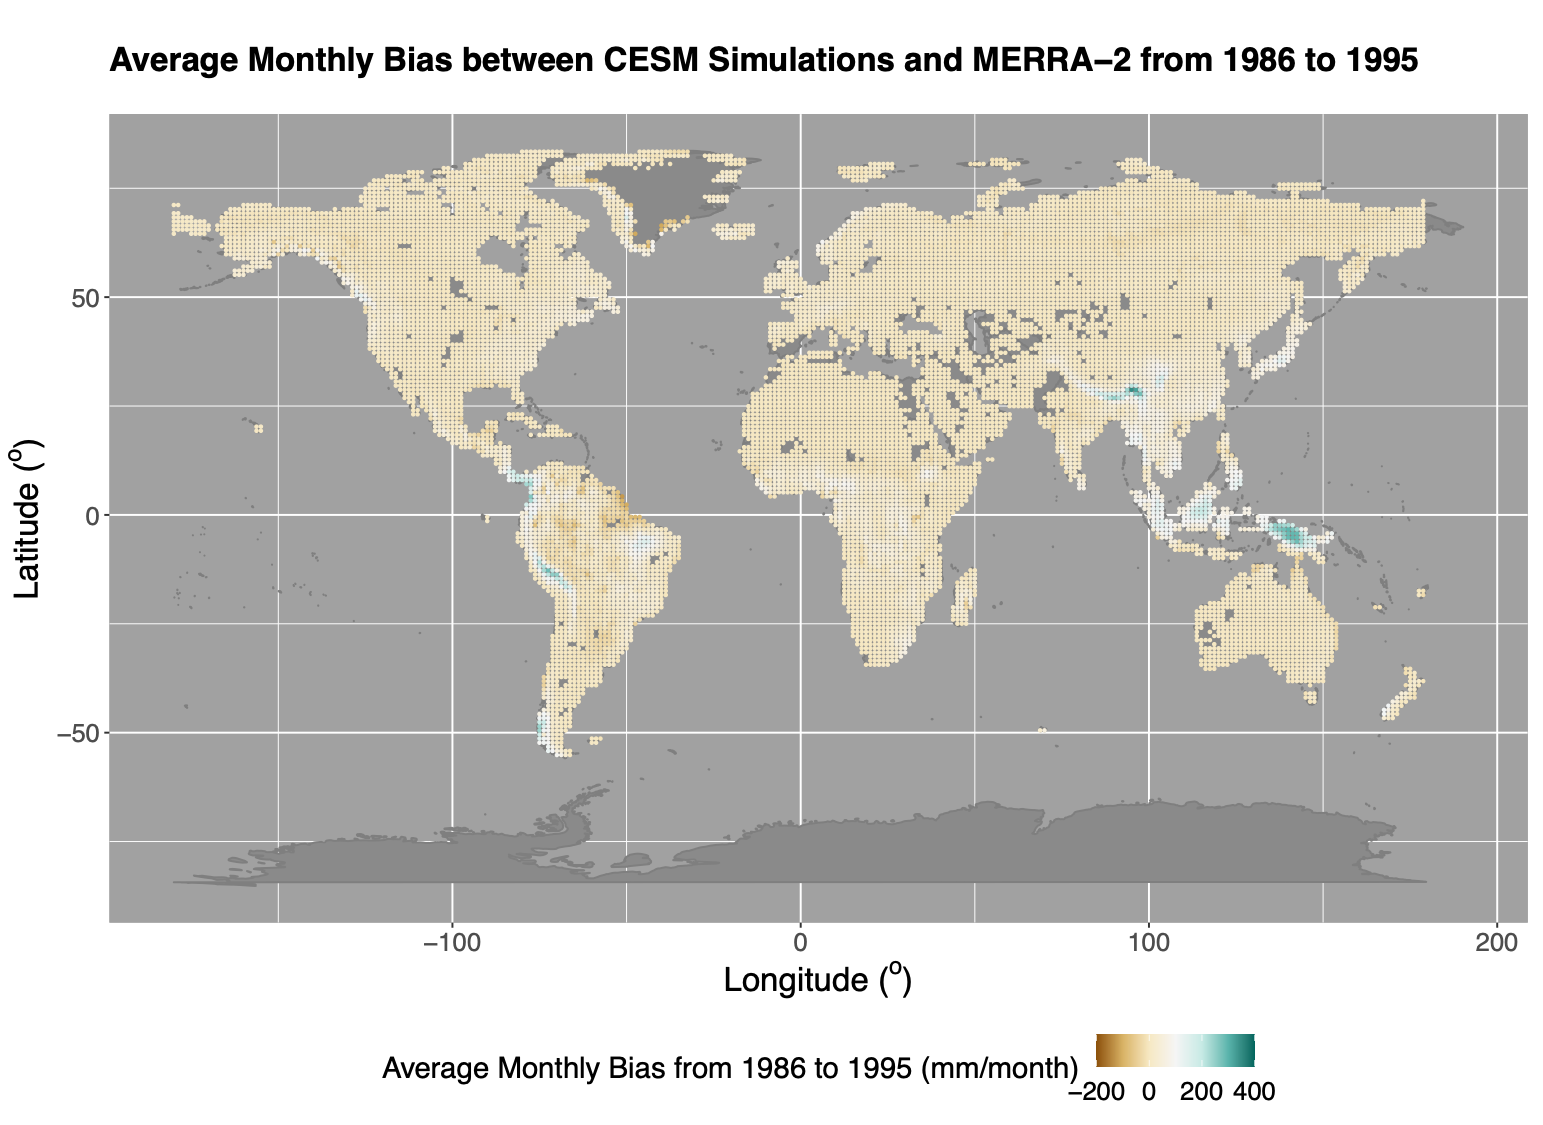 Average Monthly Bias between CESM Simulations and MERRA−2 from 1986 to 1995
Latitude (°)
50
0
−50
−100
0
100
200
Longitude (°)
Average Monthly Bias from 1986 to 1995 (mm/month)
−200 0 200 400